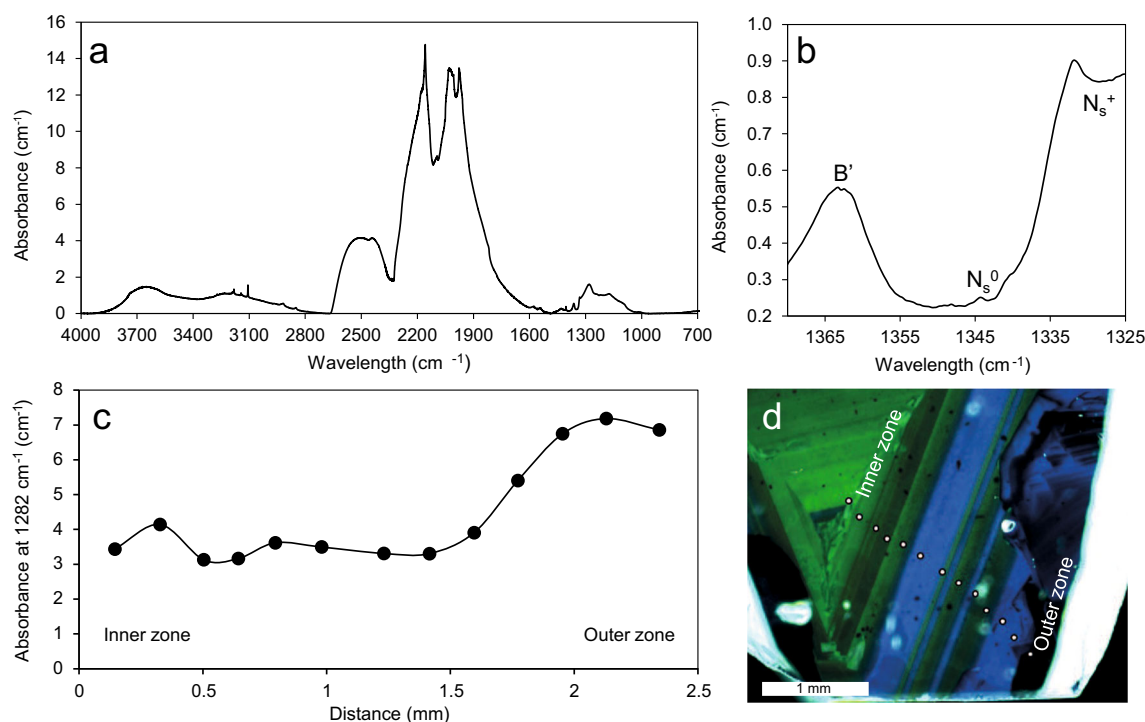 a
Absorbance (cm⁻¹)
16
14
12
10
8
6
4
2
0
4000 3700 3400 3100 2800 2500 2200 1900 1600 1300 1000 700
Wavelength (cm ⁻¹)
b
Absorbance (cm⁻¹)
1.0
0.9
0.8
0.7
0.6
0.5
0.4
0.3
0.2
B’
Nₛ⁰
Nₛ⁺
1365 1355 1345 1335 1325
Wavelength (cm⁻¹)
c
Absorbance at 1282 cm⁻¹ (cm⁻¹)
8
7
6
5
4
3
2
1
0
Inner zone
Outer zone
0 0.5 1 1.5 2 2.5
Distance (mm)
d
Inner zone
Outer zone
1 mm